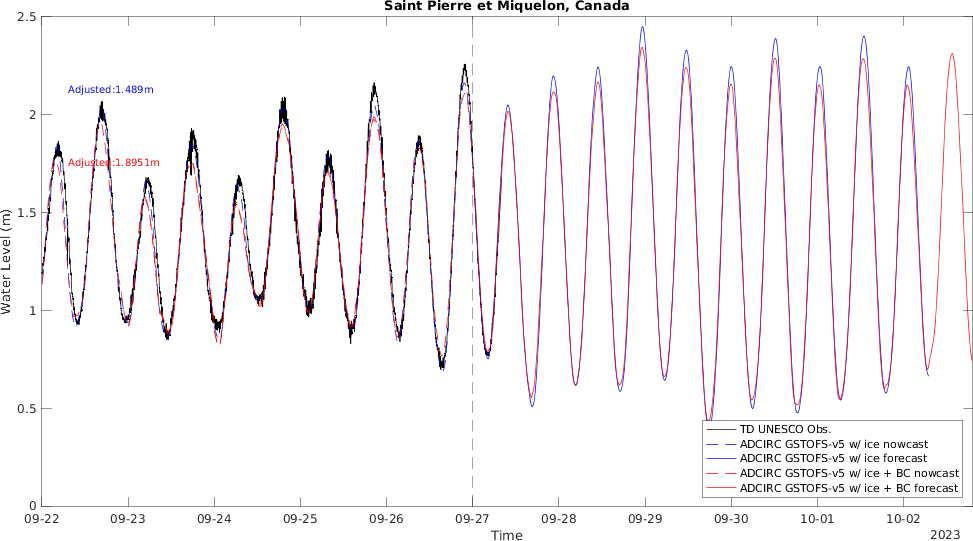 Saint Pierre et Miquelon, Canada
2.5
2
1.5
1
0.5
0
Water Level (m)
Adjusted:1.489m
Adjusted:1.8951m
TD UNESCO Obs.
ADCIRC GSTOFS-v5 w/ ice nowcast
ADCIRC GSTOFS-v5 w/ ice forecast
ADCIRC GSTOFS-v5 w/ ice + BC nowcast
ADCIRC GSTOFS-v5 w/ ice + BC forecast
09-22 09-23 09-24 09-25 09-26 09-27 09-28 09-29 09-30 10-01 10-02
Time
2023